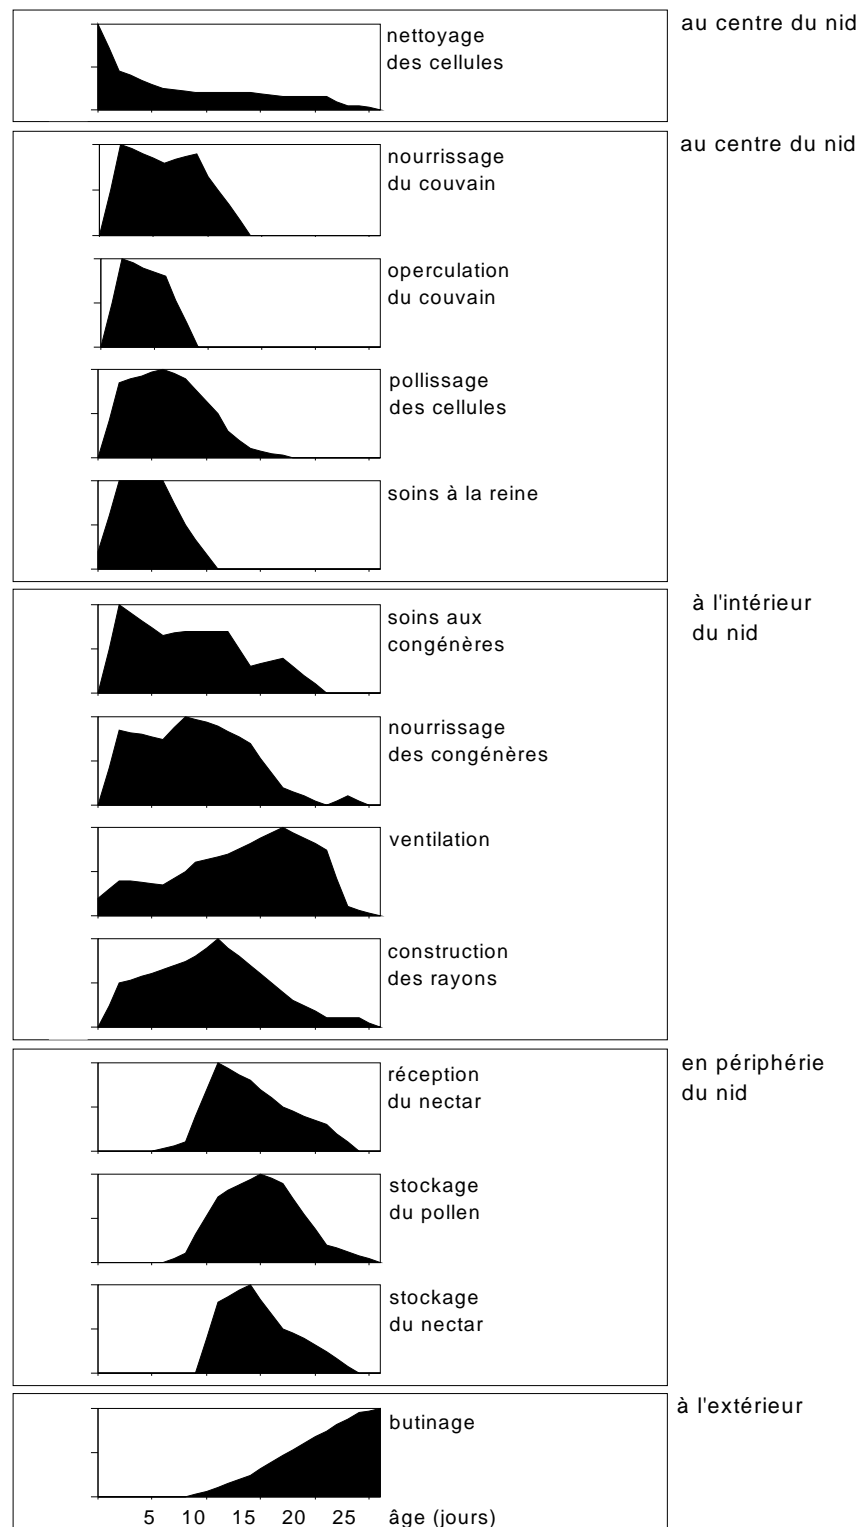 nettoyage
des cellules
au centre du nid
nourrissage
du couvain
au centre du nid
operculation
du couvain
pollissage
des cellules
soins à la reine
soins aux
congénères
à l'intérieur
du nid
nourrissage
des congénères
ventilation
construction
des rayons
réception
du nectar
en périphérie
du nid
stockage
du pollen
stockage
du nectar
butinage
à l'extérieur
5 10 15 20 25 âge (jours)